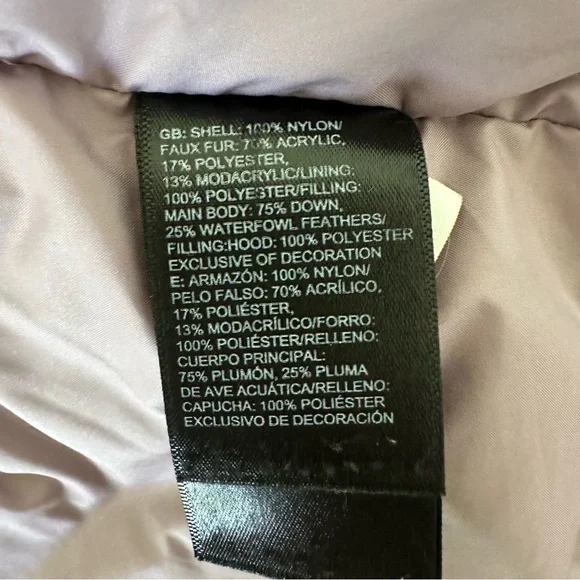 GB: SHELL: 100% NYLON/
FAUX FUR: 70% ACRYLIC,
17% POLYESTER,
13% MODACRYLIC/LINING:
100% POLYESTER/FILLING:
MAIN BODY: 75% DOWN,
25% WATERFOWL FEATHERS/
FILLING:HOOD: 100% POLYESTER
EXCLUSIVE OF DECORATION
E: ARMAZÓN: 100% NYLON/
PELO FALSO: 70% ACRÍLICO,
17% POLIÉSTER,
13% MODACRÍLICO/FORRO:
100% POLIÉSTER/RELLENO:
CUERPO PRINCIPAL:
75% PLUMÓN, 25% PLUMA
DE AVE ACUÁTICA/RELLENO:
CAPUCHA: 100% POLIÉSTER
EXCLUSIVO DE DECORACIÓN